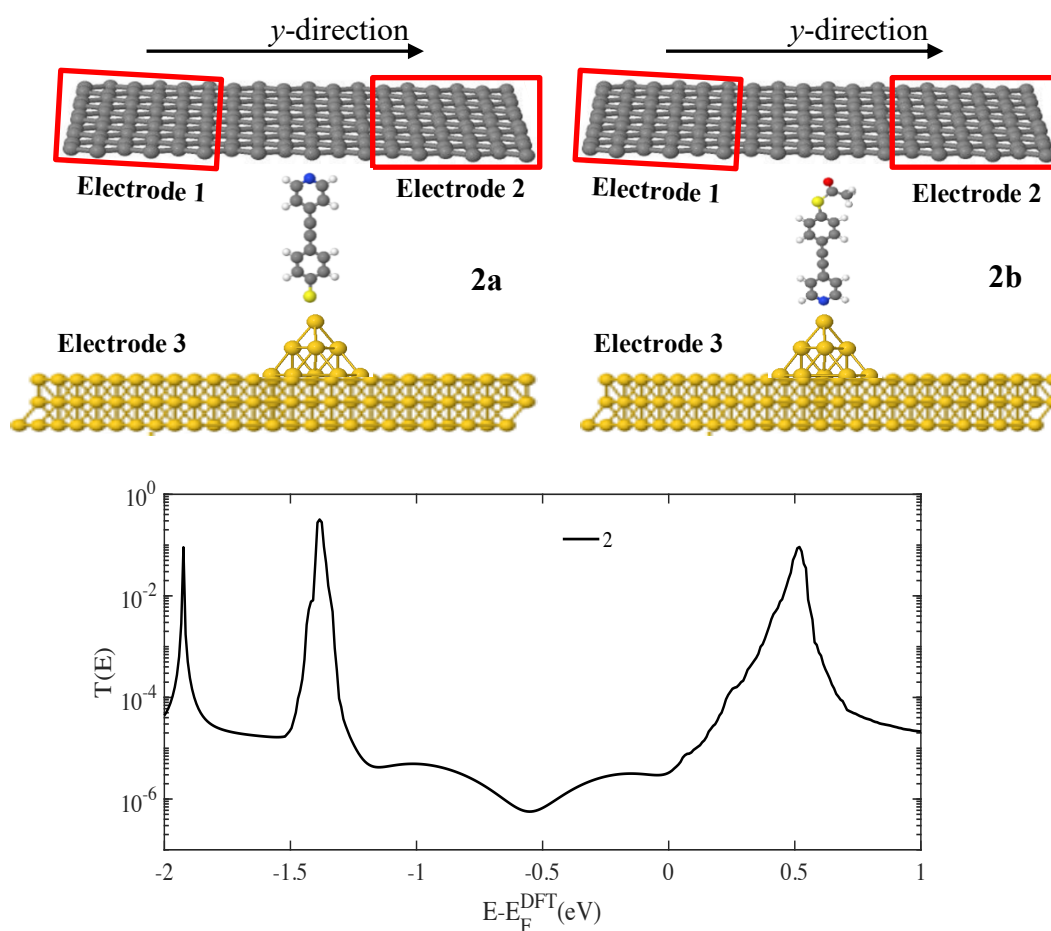 y-direction
y-direction
Electrode 1
Electrode 2
Electrode 1
Electrode 2
2a
2b
Electrode 3
Electrode 3
10^0
10^-2
10^-4
10^-6
T(E)
2
-2
-1.5
-1
-0.5
0
0.5
1
E-E_F^DFT(eV)